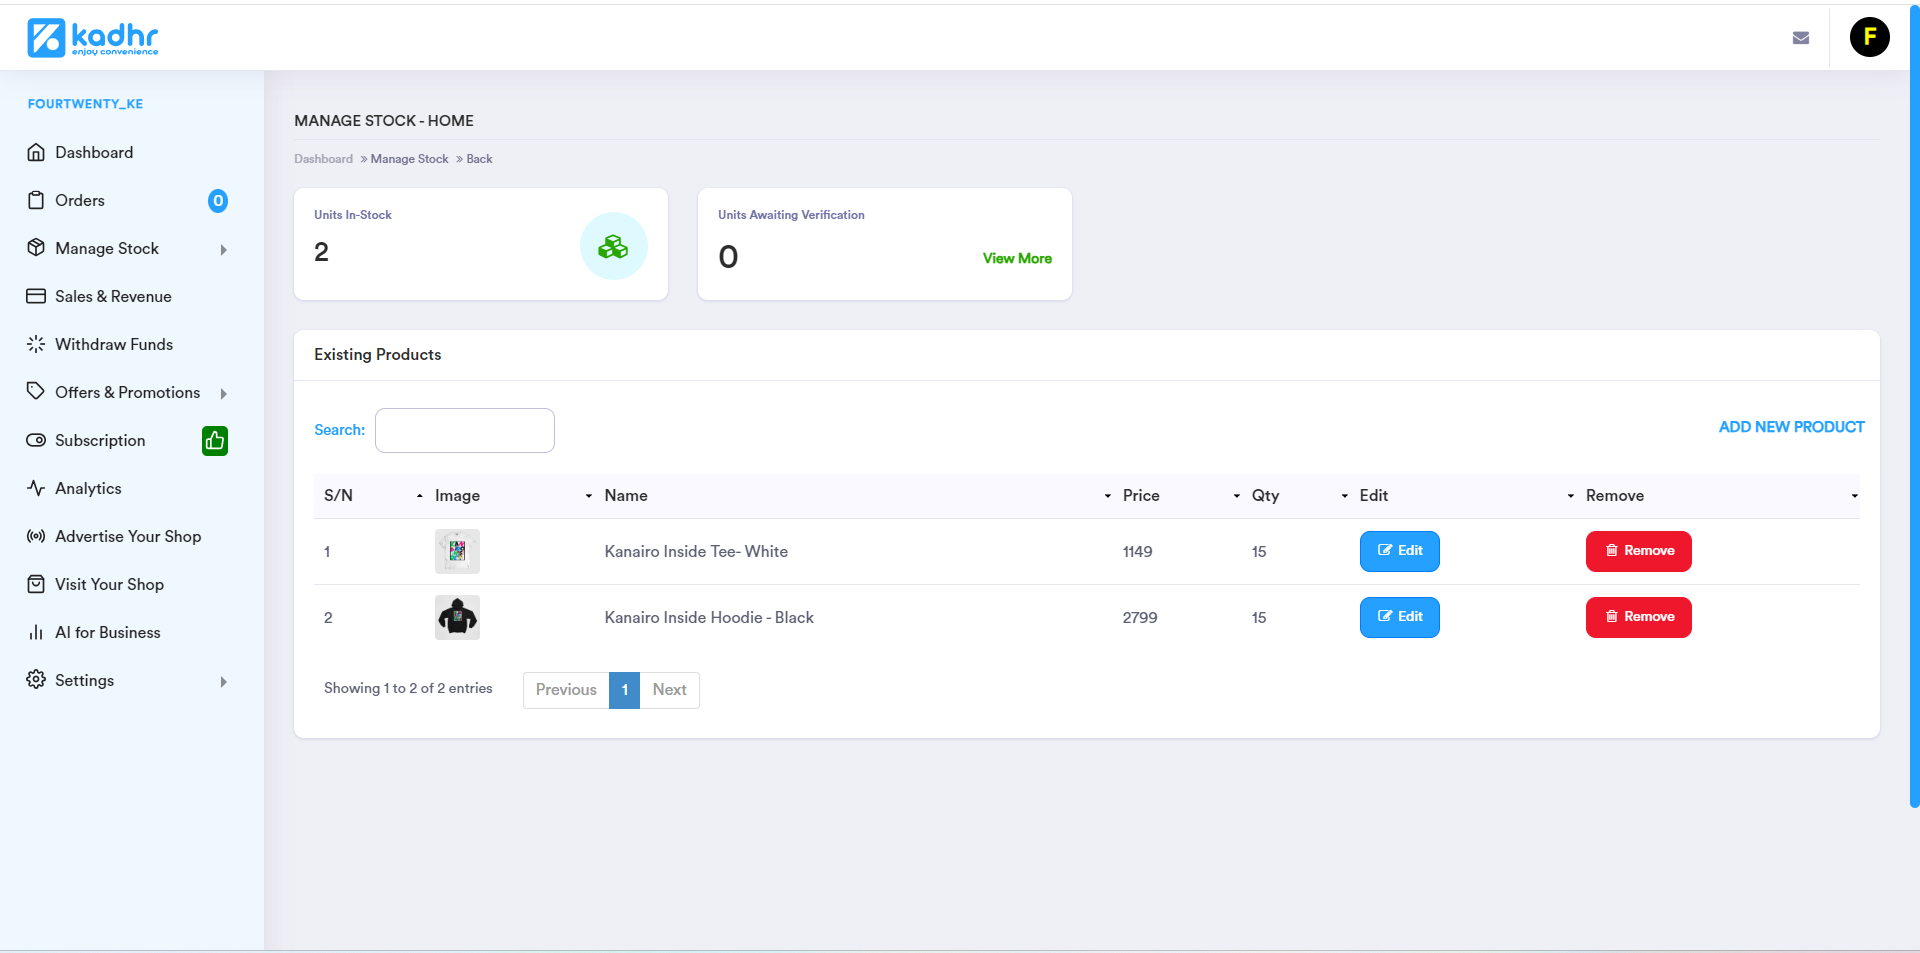 kadhr
enjoy convenience
F
FOURTWENTY_KE
Dashboard
Orders 0
Manage Stock
Sales & Revenue
Withdraw Funds
Offers & Promotions
Subscription
Analytics
Advertise Your Shop
Visit Your Shop
AI for Business
Settings
MANAGE STOCK - HOME
Dashboard » Manage Stock » Back
Units In-Stock
2
Units Awaiting Verification
0
View More
Existing Products
Search:
ADD NEW PRODUCT
S/N Image Name Price Qty Edit Remove
1 Kanairo Inside Tee- White 1149 15 Edit Remove
2 Kanairo Inside Hoodie - Black 2799 15 Edit Remove
Showing 1 to 2 of 2 entries
Previous 1 Next